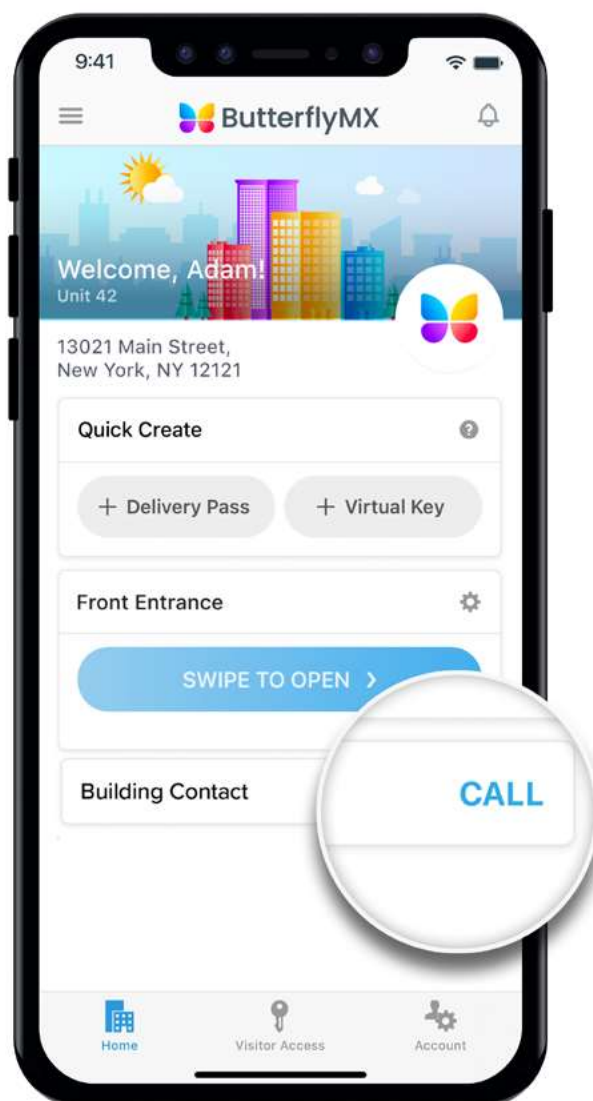 9:41
ButterflyMX
Welcome, Adam!
Unit 42
13021 Main Street,
New York, NY 12121
Quick Create
?
+ Delivery Pass
+ Virtual Key
Front Entrance
SWIPE TO OPEN >
Building Contact
CALL
Home
Visitor Access
Account